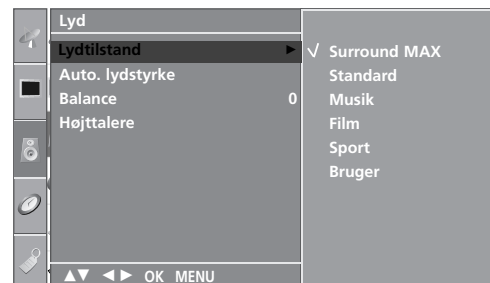 Lyd
Lydtilstand ►
Auto. lydstyrke
Balance 0
Højttalere
▲▼ ◄► OK MENU
√ Surround MAX
Standard
Musik
Film
Sport
Bruger